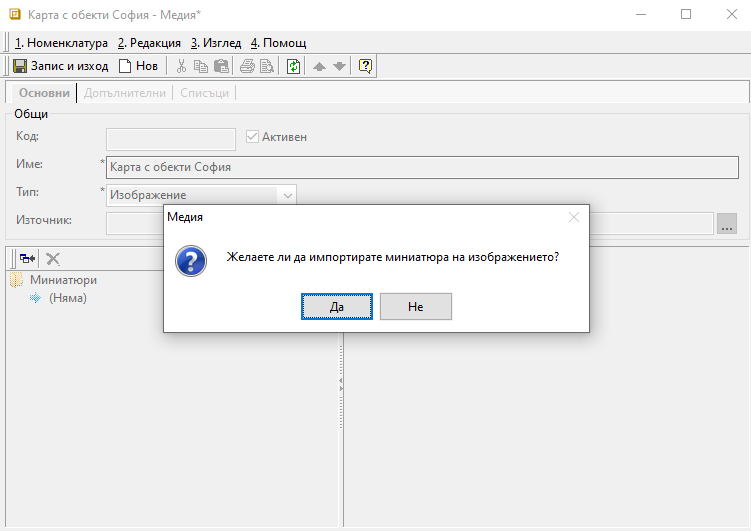 Карта с обекти София - Медия*
1. Номенклатура 2. Редакция 3. Изглед 4. Помощ
Запис и изход Нов
Основни Допълнителни Списъци
Общи
Код: Активен
Име: * Карта с обекти София
Тип: * Изображение
Източник: ...
Медия
Желаете ли да импортирате миниатюра на изображението?
Да Не
Миниатюри
(Няма)